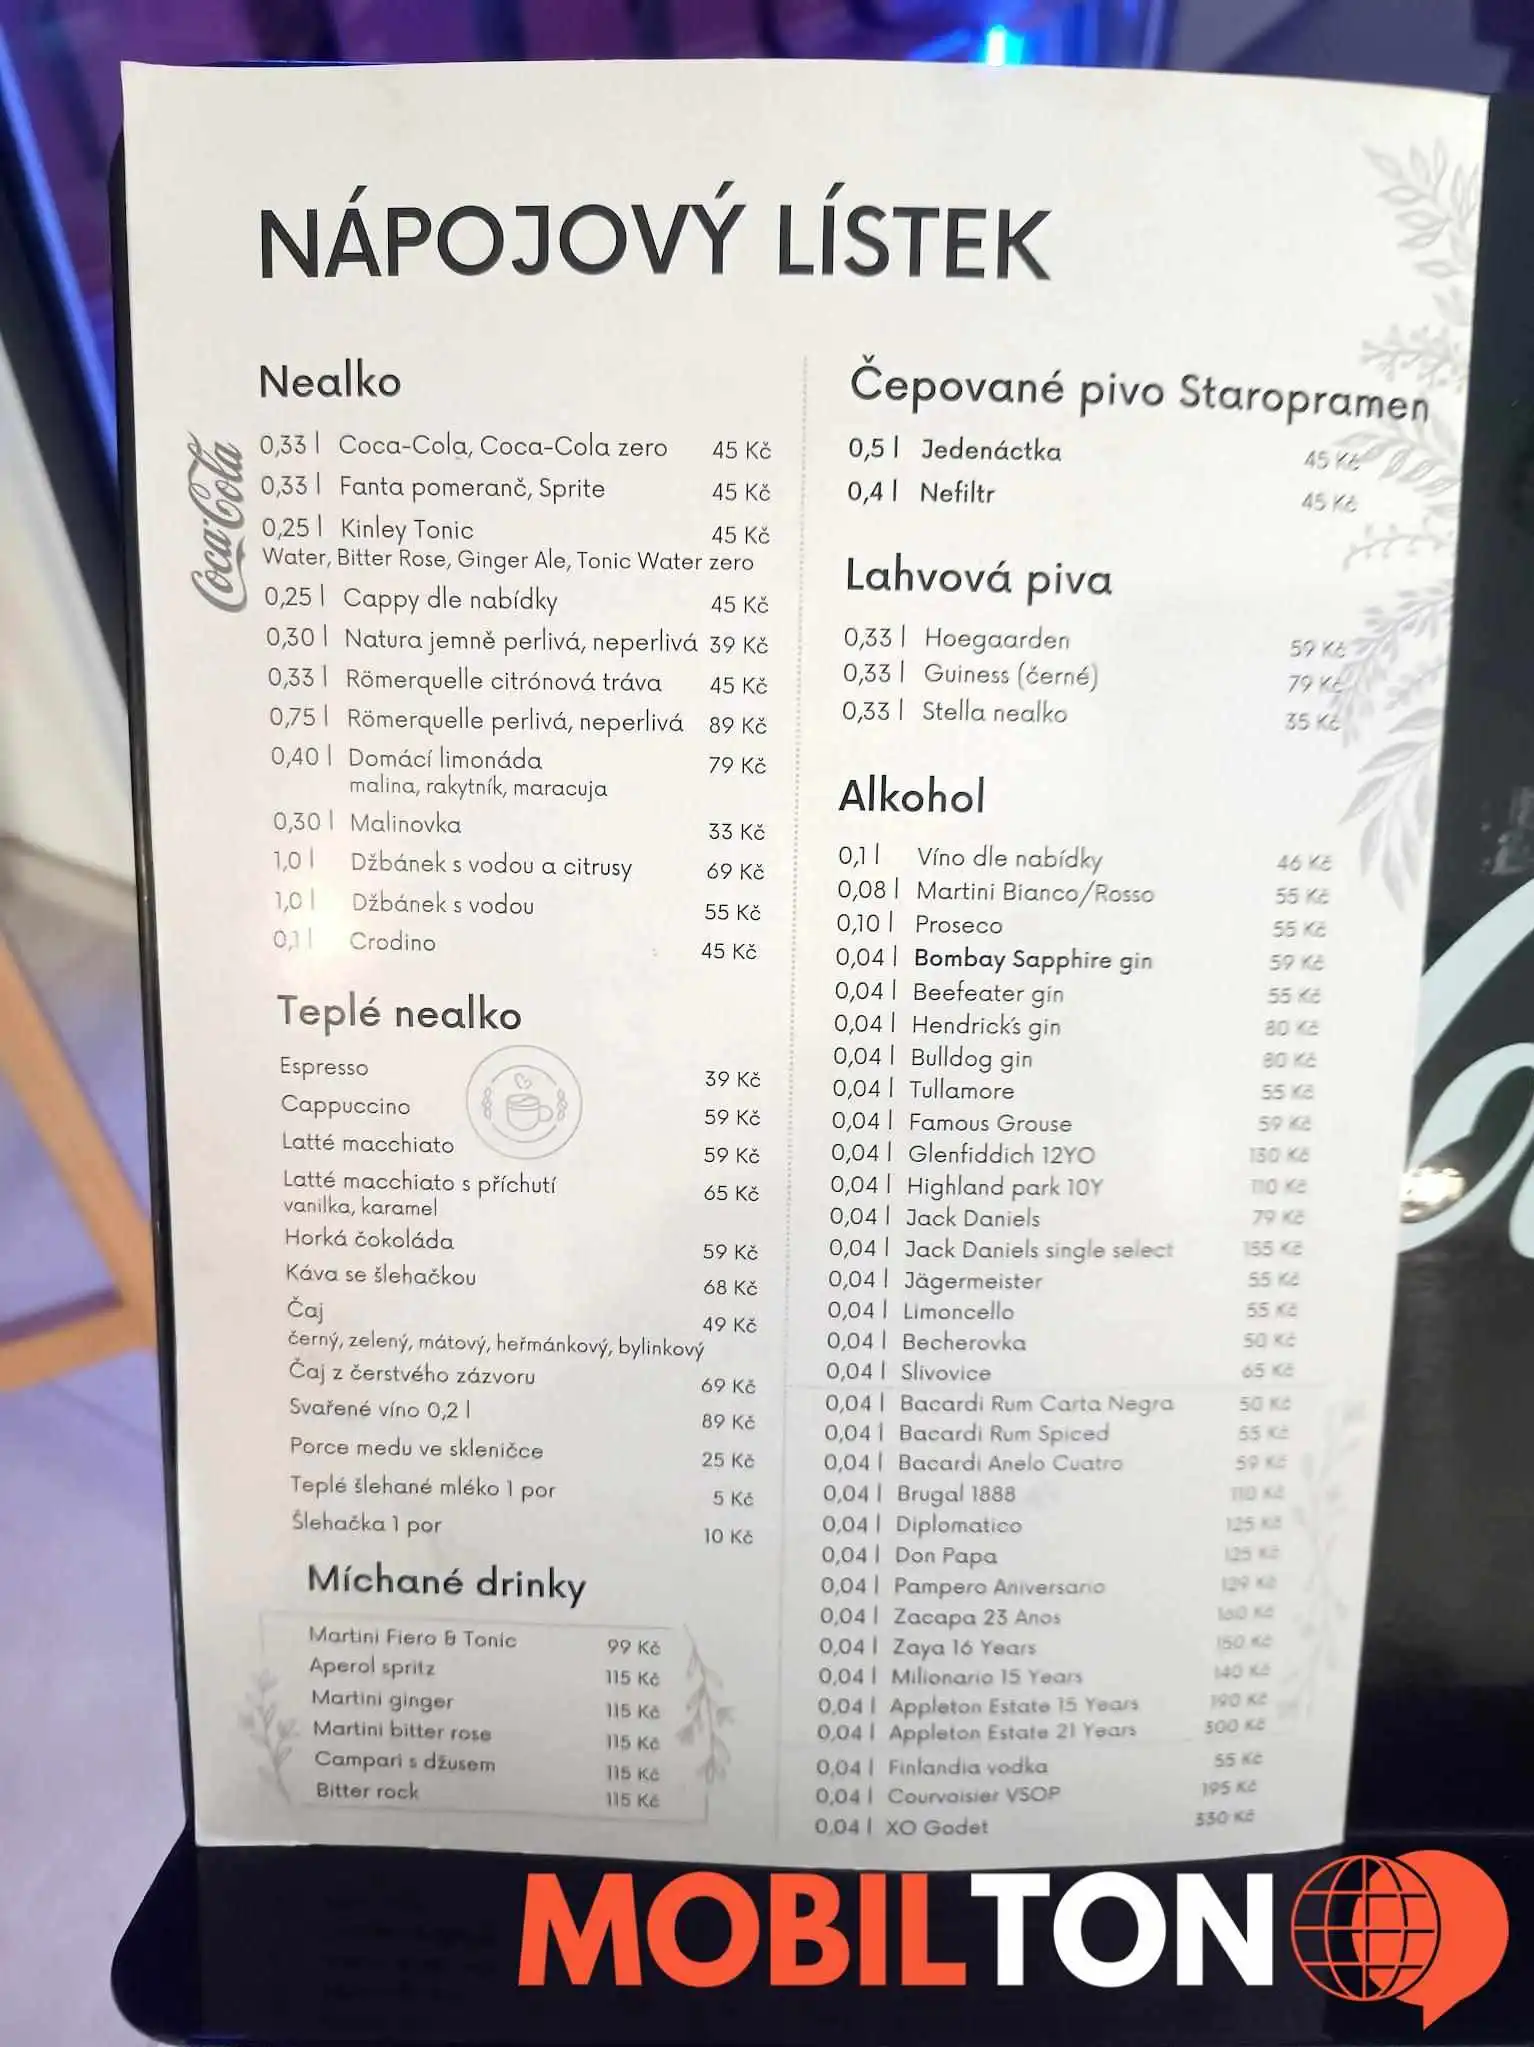 NÁPOJOVÝ LÍSTEK
Nealko
Coca-Cola
0,33 l Coca-Cola, Coca-Cola zero 45 Kč
0,33 l Fanta pomeranč, Sprite 45 Kč
0,25 l Kinley Tonic 45 Kč
Water, Bitter Rose, Ginger Ale, Tonic Water zero
0,25 l Cappy dle nabídky 45 Kč
0,30 l Natura jemně perlivá, neperlivá 39 Kč
0,33 l Römerquelle citrónová tráva 45 Kč
0,75 l Römerquelle perlivá, neperlivá 89 Kč
0,40 l Domácí limonáda 79 Kč
malina, rakytník, maracuja
0,30 l Malinovka 33 Kč
1,0 l Džbánek s vodou a citrusy 69 Kč
1,0 l Džbánek s vodou 55 Kč
0,1 l Crodino 45 Kč
Teplé nealko
Espresso 39 Kč
Cappuccino 59 Kč
Latté macchiato 59 Kč
Latté macchiato s příchutí 65 Kč
vanilka, karamel
Horká čokoláda 59 Kč
Káva se šlehačkou 68 Kč
Čaj 49 Kč
černý, zelený, mátový, heřmánkový, bylinkový
Čaj z čerstvého zázvoru 69 Kč
Svařené víno 0,2 l 89 Kč
Porce medu ve skleničce 25 Kč
Teplé šlehané mléko 1 por 5 Kč
Šlehačka 1 por 10 Kč
Míchané drinky
Martini Fiero & Tonic 99 Kč
Aperol spritz 115 Kč
Martini ginger 115 Kč
Martini bitter rose 115 Kč
Campari s džusem 115 Kč
Bitter rock 115 Kč
Čepované pivo Staropramen
0,5 l Jedenáctka 45 Kč
0,4 l Nefiltr 45 Kč
Lahvová piva
0,33 l Hoegaarden 59 Kč
0,33 l Guiness (černé) 79 Kč
0,33 l Stella nealko 35 Kč
Alkohol
0,1 l Víno dle nabídky 46 Kč
0,08 l Martini Bianco/Rosso 55 Kč
0,10 l Proseco 55 Kč
0,04 l Bombay Sapphire gin 59 Kč
0,04 l Beefeater gin 55 Kč
0,04 l Hendrick's gin 80 Kč
0,04 l Bulldog gin 80 Kč
0,04 l Tullamore 55 Kč
0,04 l Famous Grouse 59 Kč
0,04 l Glenfiddich 12YO 130 Kč
0,04 l Highland park 10Y 110 Kč
0,04 l Jack Daniels 79 Kč
0,04 l Jack Daniels single select 155 Kč
0,04 l Jägermeister 55 Kč
0,04 l Limoncello 55 Kč
0,04 l Becherovka 50 Kč
0,04 l Slivovice 65 Kč
0,04 l Bacardi Rum Carta Negra 50 Kč
0,04 l Bacardi Rum Spiced 55 Kč
0,04 l Bacardi Anelo Cuatro 59 Kč
0,04 l Brugal 1888 110 Kč
0,04 l Diplomatico 125 Kč
0,04 l Don Papa 125 Kč
0,04 l Pampero Aniversario 129 Kč
0,04 l Zacapa 23 Anos 160 Kč
0,04 l Zaya 16 Years 150 Kč
0,04 l Milionario 15 Years 140 Kč
0,04 l Appleton Estate 15 Years 190 Kč
0,04 l Appleton Estate 21 Years 300 Kč
0,04 l Finlandia vodka 55 Kč
0,04 l Courvoisier VSOP 195 Kč
0,04 l XO Godet 330 Kč
MOBILTON